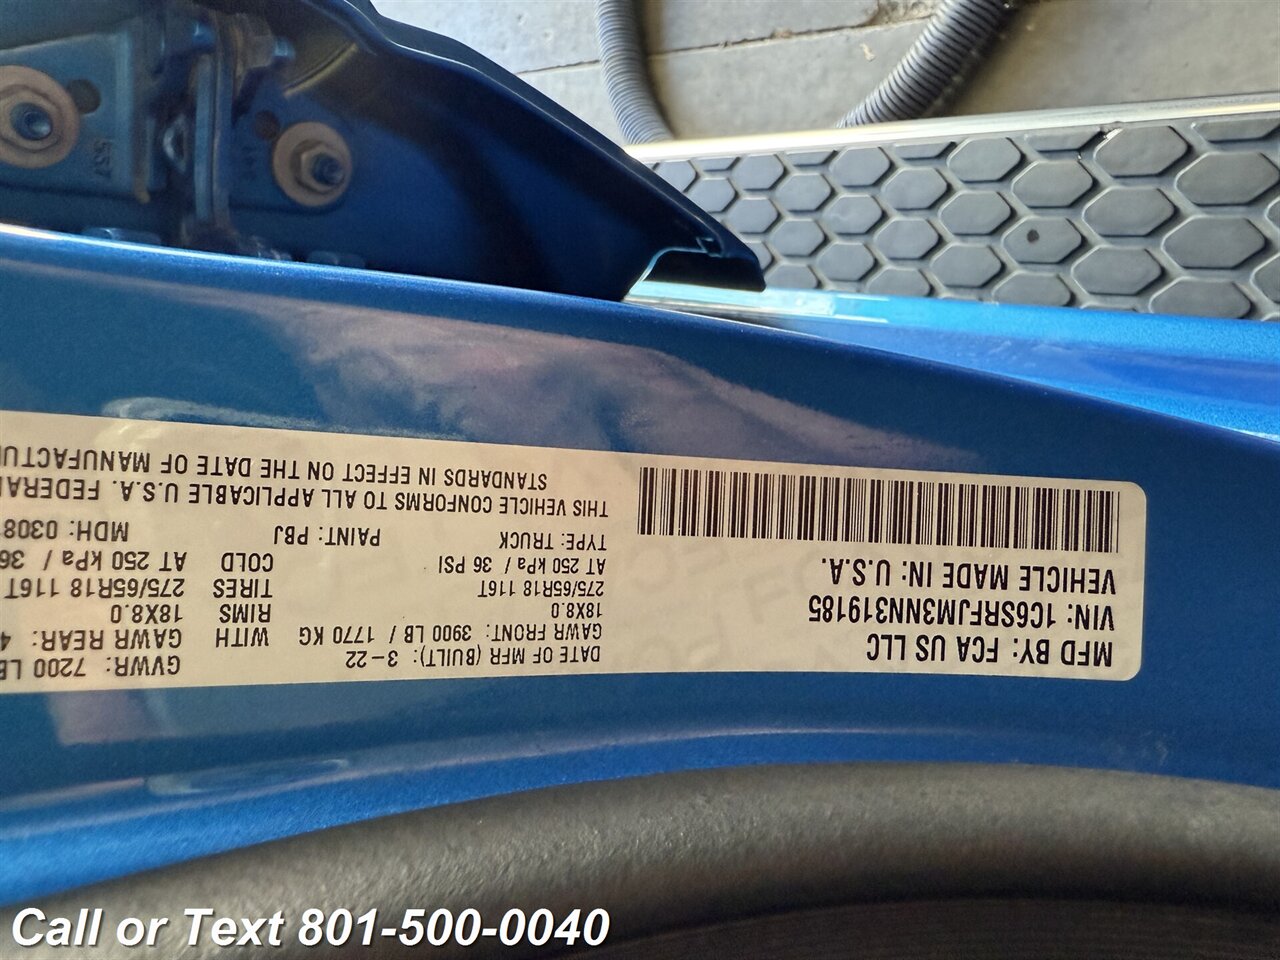 MFD BY: FCA US LLC
VIN: 1C6SRFJM3NN319185
VEHICLE MADE IN: U.S.A.
DATE OF MFR (BUILT): 3-22
GVWR: 7200 LB
GAWR FRONT: 3900 LB / 1770 KG
WITH
GAWR REAR: 4
18X8.0
RIMS
18X8.0
275/65R18 116T
TIRES
275/65R18 116T
AT 250 kPa / 36 PSI
COLD
AT 250 kPa / 36
TYPE: TRUCK
PAINT: PBJ
MDH: 0308
THIS VEHICLE CONFORMS TO ALL APPLICABLE U.S.A. FEDERAL
STANDARDS IN EFFECT ON THE DATE OF MANUFACTU
Call or Text 801-500-0040